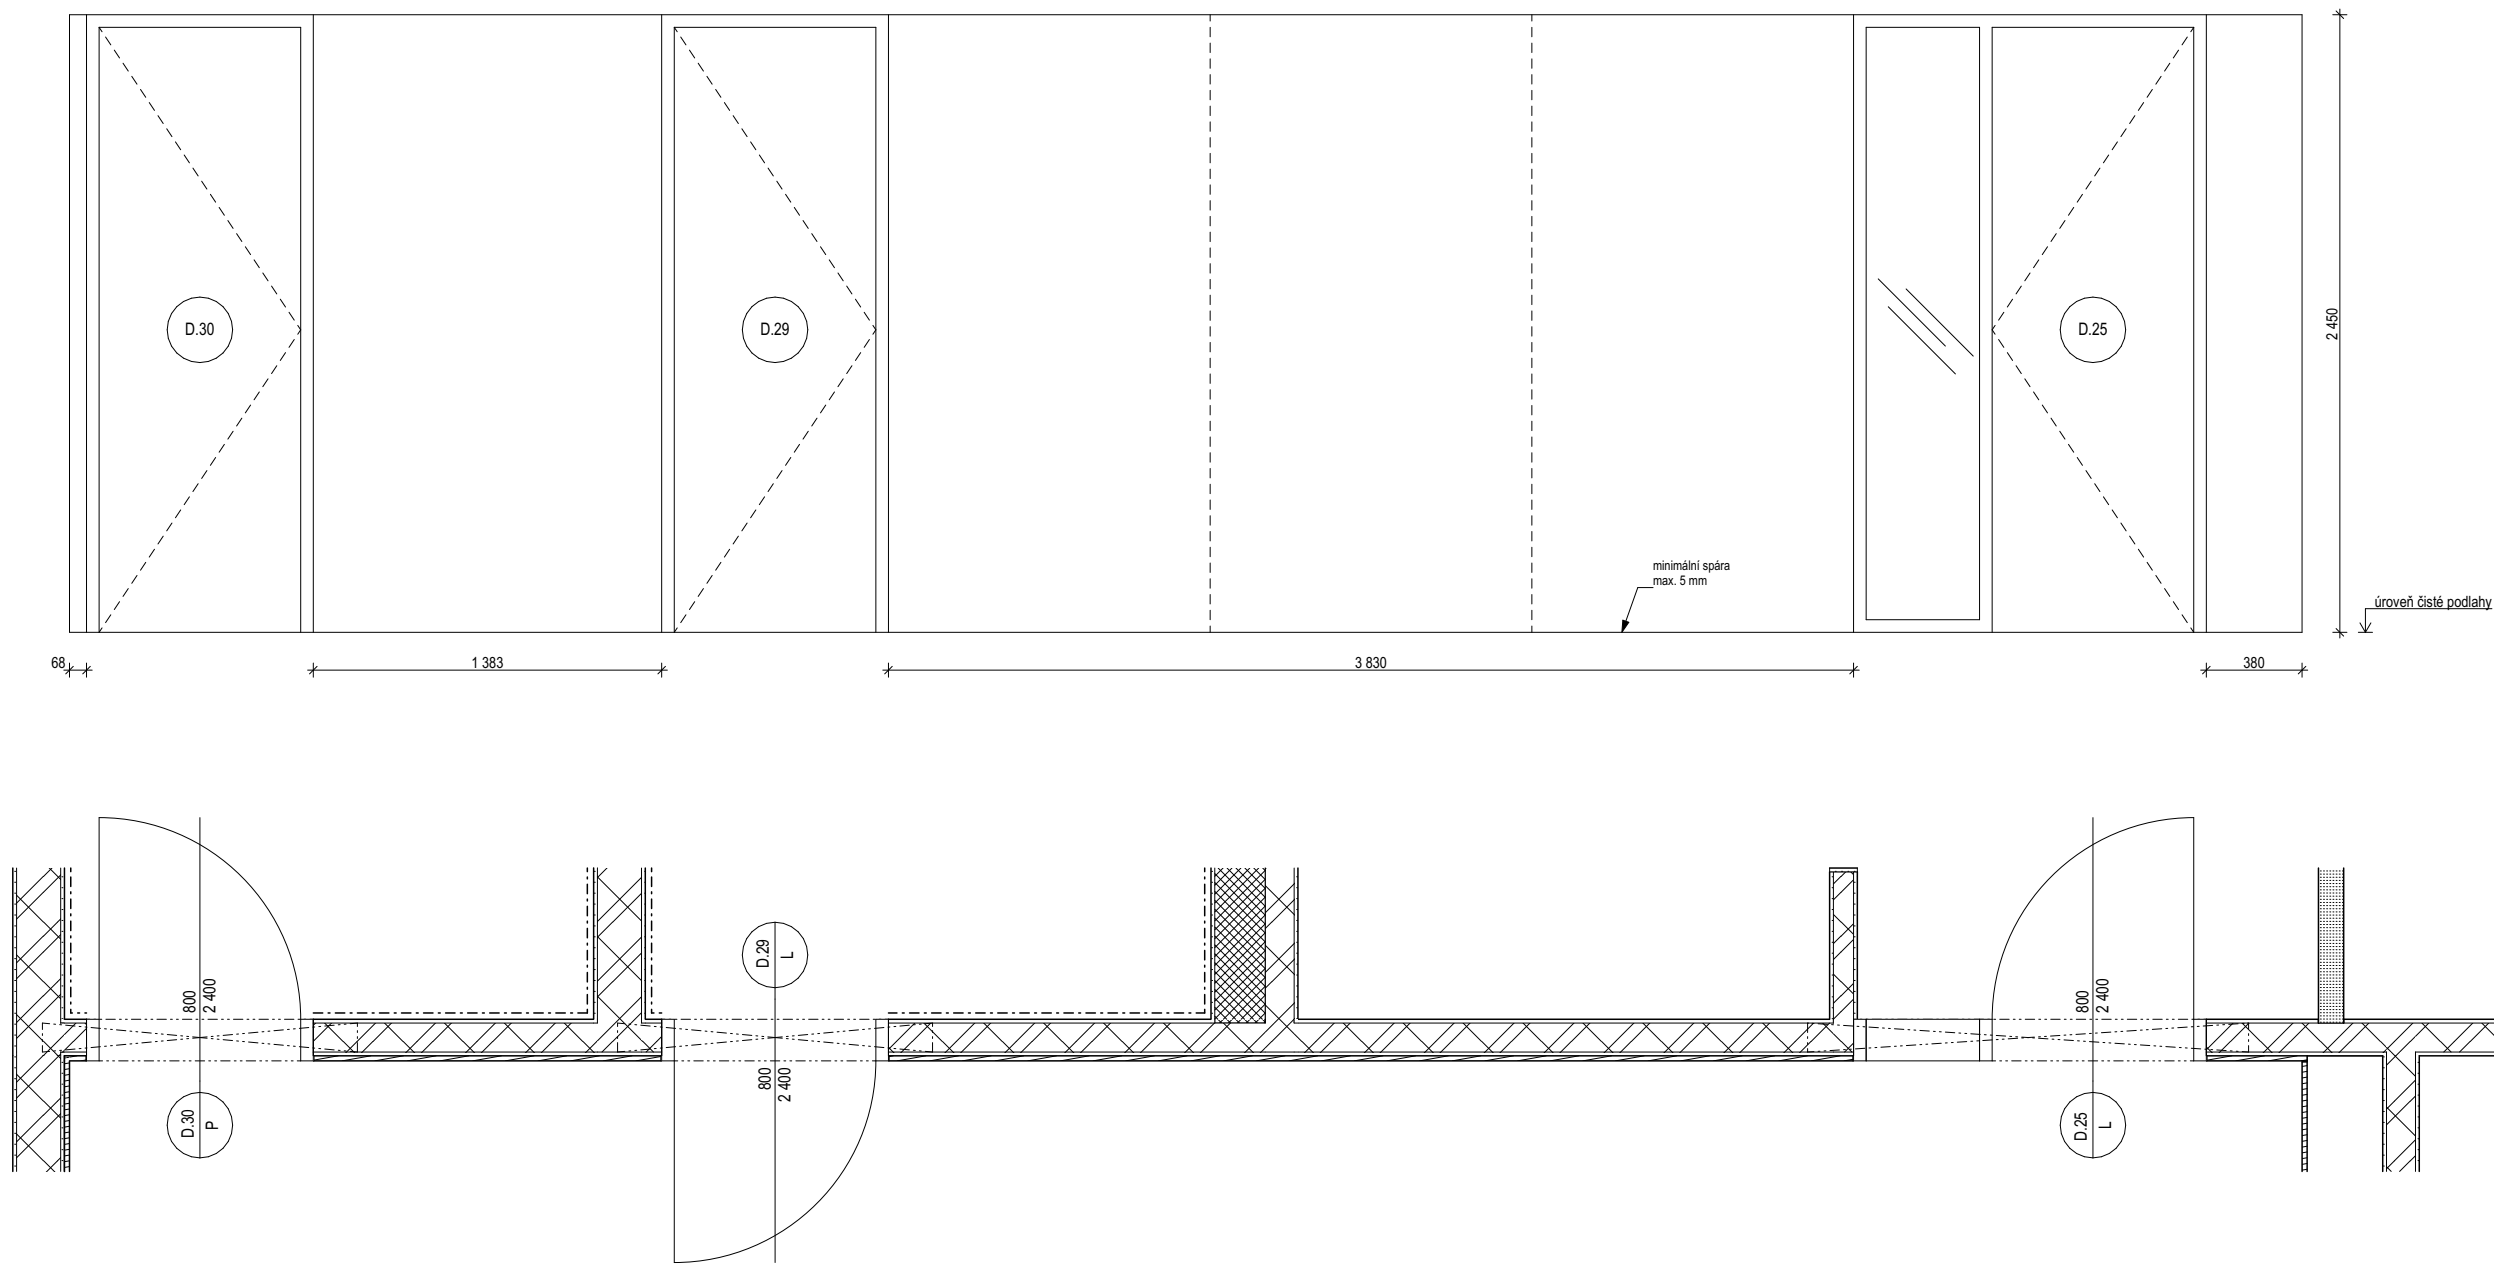 D.30
D.29
D.25
2 450
minimální spára
max. 5 mm
úroveň čisté podlahy
68
1 383
3 830
380
800
2 400
D.30
P
D.29
L
800
2 400
800
2 400
D.25
L